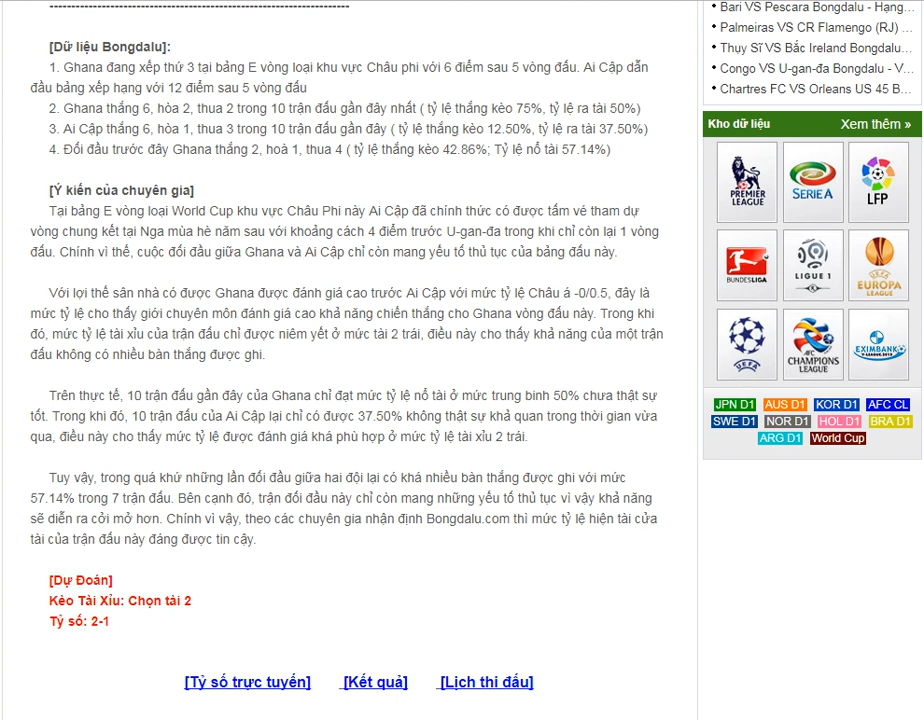 --------------------------------------------------------------------
[Dữ liệu Bongdalu]:
1. Ghana đang xếp thứ 3 tại bảng E vòng loại khu vực Châu phi với 6 điểm sau 5 vòng đấu. Ai Cập dẫn
đầu bảng xếp hạng với 12 điểm sau 5 vòng đấu
2. Ghana thắng 6, hòa 2, thua 2 trong 10 trận đấu gần đây nhất ( tỷ lệ thắng kèo 75%, tỷ lệ ra tài 50%)
3. Ai Cập thắng 6, hòa 1, thua 3 trong 10 trận đấu gần đây ( tỷ lệ thắng kèo 12.50%, tỷ lệ ra tài 37.50%)
4. Đối đầu trước đây Ghana thắng 2, hoà 1, thua 4 ( tỷ lệ thắng kèo 42.86%; Tỷ lệ nổ tài 57.14%)
[Ý kiến của chuyên gia]
Tại bảng E vòng loại World Cup khu vực Châu Phi này Ai Cập đã chính thức có được tấm vé tham dự
vòng chung kết tại Nga mùa hè năm sau với khoảng cách 4 điểm trước U-gan-đa trong khi chỉ còn lại 1 vòng
đấu. Chính vì thế, cuộc đối đầu giữa Ghana và Ai Cập chỉ còn mang yếu tố thủ tục của bảng đấu này.
Với lợi thế sân nhà có được Ghana được đánh giá cao trước Ai Cập với mức tỷ lệ Châu á -0/0.5, đây là
mức tỷ lệ cho thấy giới chuyên môn đánh giá cao khả năng chiến thắng cho Ghana vòng đấu này. Trong khi
đó, mức tỷ lệ tài xỉu của trận đấu chỉ được niêm yết ở mức tài 2 trái, điều này cho thấy khả năng của một trận
đấu không có nhiều bàn thắng được ghi.
Trên thực tế, 10 trận đấu gần đây của Ghana chỉ đạt mức tỷ lệ nổ tài ở mức trung bình 50% chưa thật sự
tốt. Trong khi đó, 10 trận đấu của Ai Cập lại chỉ có được 37.50% không thật sự khả quan trong thời gian vừa
qua, điều này cho thấy mức tỷ lệ được đánh giá khá phù hợp ở mức tỷ lệ tài xỉu 2 trái.
Tuy vậy, trong quá khứ những lần đối đầu giữa hai đội lại có khá nhiều bàn thắng được ghi với mức
57.14% trong 7 trận đấu. Bên cạnh đó, trận đối đầu này chỉ còn mang những yếu tố thủ tục vì vậy khả năng
sẽ diễn ra cởi mở hơn. Chính vì vậy, theo các chuyên gia nhận định Bongdalu.com thì mức tỷ lệ hiện tài cửa
tài của trận đấu này đáng được tin cậy.
[Dự Đoán]
Kèo Tài Xỉu: Chọn tài 2
Tỷ số: 2-1
[Tỷ số trực tuyến] [Kết quả] [Lịch thi đấu]
• Bari VS Pescara Bongdalu - Hạng...
• Palmeiras VS CR Flamengo (RJ) ...
• Thụy Sĩ VS Bắc Ireland Bongdalu...
• Congo VS U-gan-đa Bongdalu - V...
• Chartres FC VS Orleans US 45 B...
Kho dữ liệu Xem thêm »
PREMIER LEAGUE
SERIE A
LFP
BUNDESLIGA
LIGUE 1
UEFA EUROPA LEAGUE
UEFA
AFC CHAMPIONS LEAGUE
EXIMBANK V-LEAGUE 2013
JPN D1 AUS D1 KOR D1 AFC CL
SWE D1 NOR D1 HOL D1 BRA D1
ARG D1 World Cup